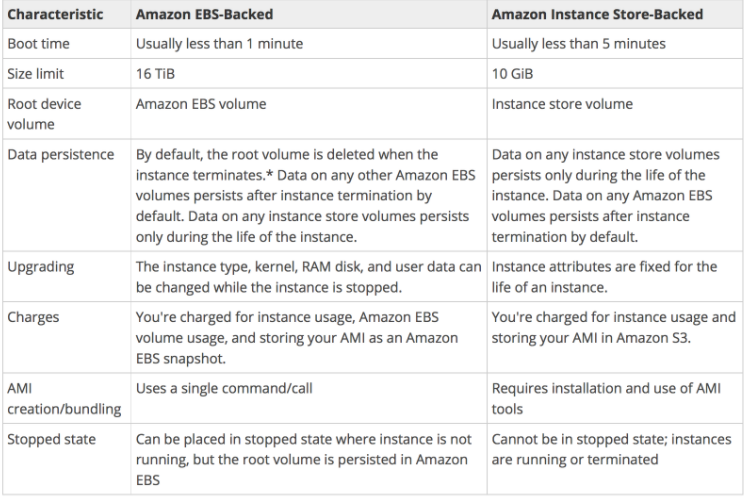 Characteristic Amazon EBS-Backed Amazon Instance Store-Backed
Boot time Usually less than 1 minute Usually less than 5 minutes
Size limit 16 TiB 10 GiB
Root device Amazon EBS volume Instance store volume
volume
Data persistence By default, the root volume is deleted when the Data on any instance store volumes
instance terminates.* Data on any other Amazon EBS persists only during the life of the
volumes persists after instance termination by instance. Data on any Amazon EBS
default. Data on any instance store volumes persists volumes persists after instance
only during the life of the instance. termination by default.
Upgrading The instance type, kernel, RAM disk, and user data can Instance attributes are fixed for the
be changed while the instance is stopped. life of an instance.
Charges You're charged for instance usage, Amazon EBS You're charged for instance usage and
volume usage, and storing your AMI as an Amazon storing your AMI in Amazon S3.
EBS snapshot.
AMI Uses a single command/call Requires installation and use of AMI
creation/bundling tools
Stopped state Can be placed in stopped state where instance is not Cannot be in stopped state; instances
running, but the root volume is persisted in Amazon are running or terminated
EBS